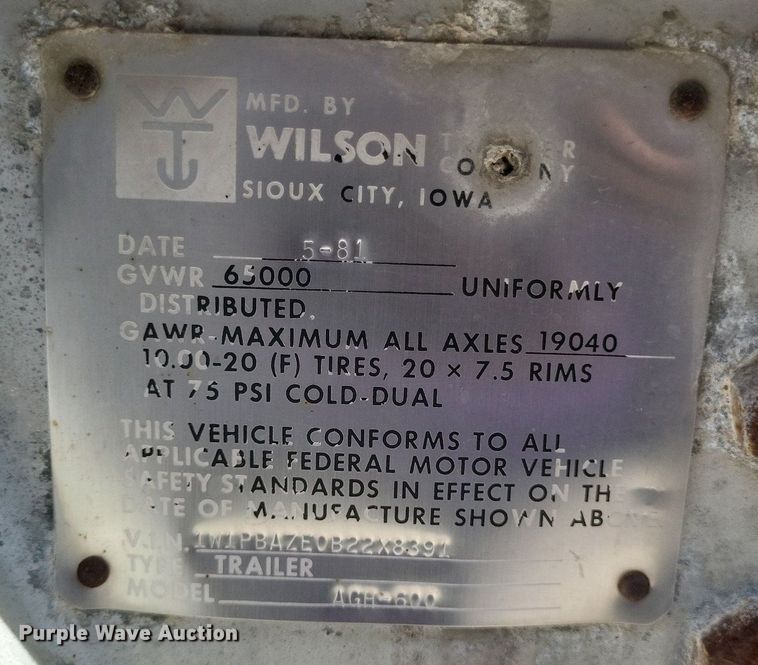 MFD. BY
WILSON
SIOUX CITY, IOWA
DATE 5-81
GVWR 65000 UNIFORMLY
DISTRIBUTED.
GAWR-MAXIMUM ALL AXLES 19040
10.00-20 (F) TIRES, 20 × 7.5 RIMS
AT 75 PSI COLD-DUAL
THIS VEHICLE CONFORMS TO ALL
APPLICABLE FEDERAL MOTOR VEHICLE
SAFETY STANDARDS IN EFFECT ON THE
DATE OF MANUFACTURE SHOWN ABOVE
V.I.N. 1W1PBAZE0B22X8391
TYPE TRAILER
MODEL AGH-600
Purple Wave Auction